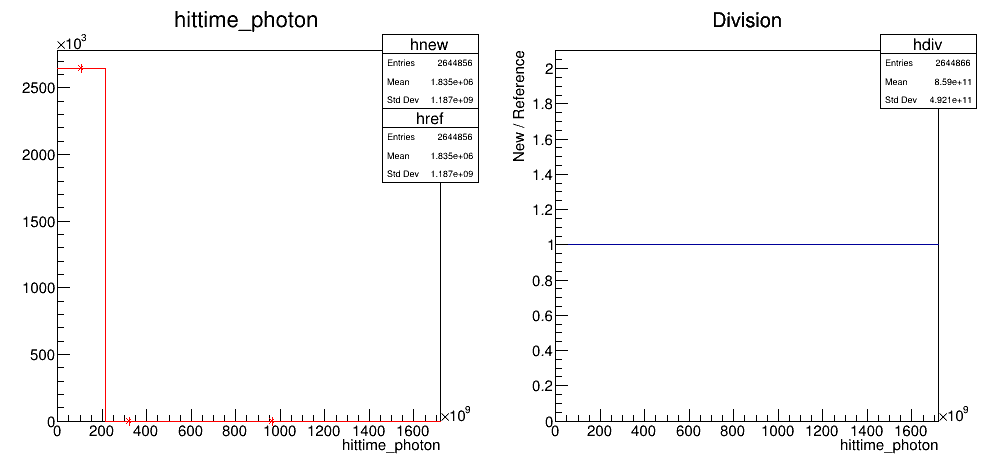 hittime_photon
×10³
hnew
Entries 2644856
Mean 1.835e+06
Std Dev 1.187e+09
href
Entries 2644856
Mean 1.835e+06
Std Dev 1.187e+09
2500
2000
1500
1000
500
0
0 200 400 600 800 1000 1200 1400 1600
×10⁹
hittime_photon
Division
hdiv
Entries 2644866
Mean 8.59e+11
Std Dev 4.921e+11
New / Reference
2
1.8
1.6
1.4
1.2
1
0.8
0.6
0.4
0.2
0
0 200 400 600 800 1000 1200 1400 1600
×10⁹
hittime_photon